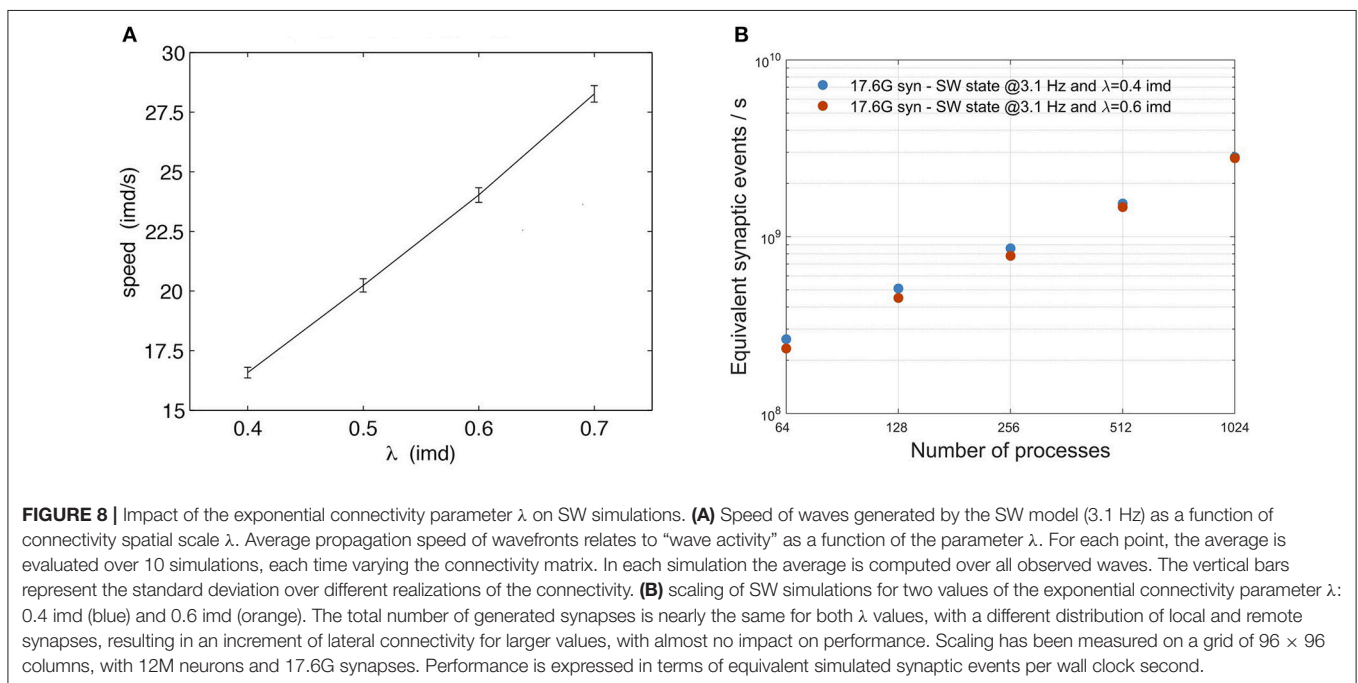 A
30
27.5
25
22.5
20
17.5
15
speed (imd/s)
0.4 0.5 0.6 0.7
λ (imd)
B
10^10
10^9
10^8
Equivalent synaptic events / s
17.6G syn - SW state @3.1 Hz and λ=0.4 imd
17.6G syn - SW state @3.1 Hz and λ=0.6 imd
64 128 256 512 1024
Number of processes
FIGURE 8 | Impact of the exponential connectivity parameter λ on SW simulations. (A) Speed of waves generated by the SW model (3.1 Hz) as a function of
connectivity spatial scale λ. Average propagation speed of wavefronts relates to “wave activity” as a function of the parameter λ. For each point, the average is
evaluated over 10 simulations, each time varying the connectivity matrix. In each simulation the average is computed over all observed waves. The vertical bars
represent the standard deviation over different realizations of the connectivity. (B) scaling of SW simulations for two values of the exponential connectivity parameter λ:
0.4 imd (blue) and 0.6 imd (orange). The total number of generated synapses is nearly the same for both λ values, with a different distribution of local and remote
synapses, resulting in an increment of lateral connectivity for larger values, with almost no impact on performance. Scaling has been measured on a grid of 96 × 96
columns, with 12M neurons and 17.6G synapses. Performance is expressed in terms of equivalent simulated synaptic events per wall clock second.